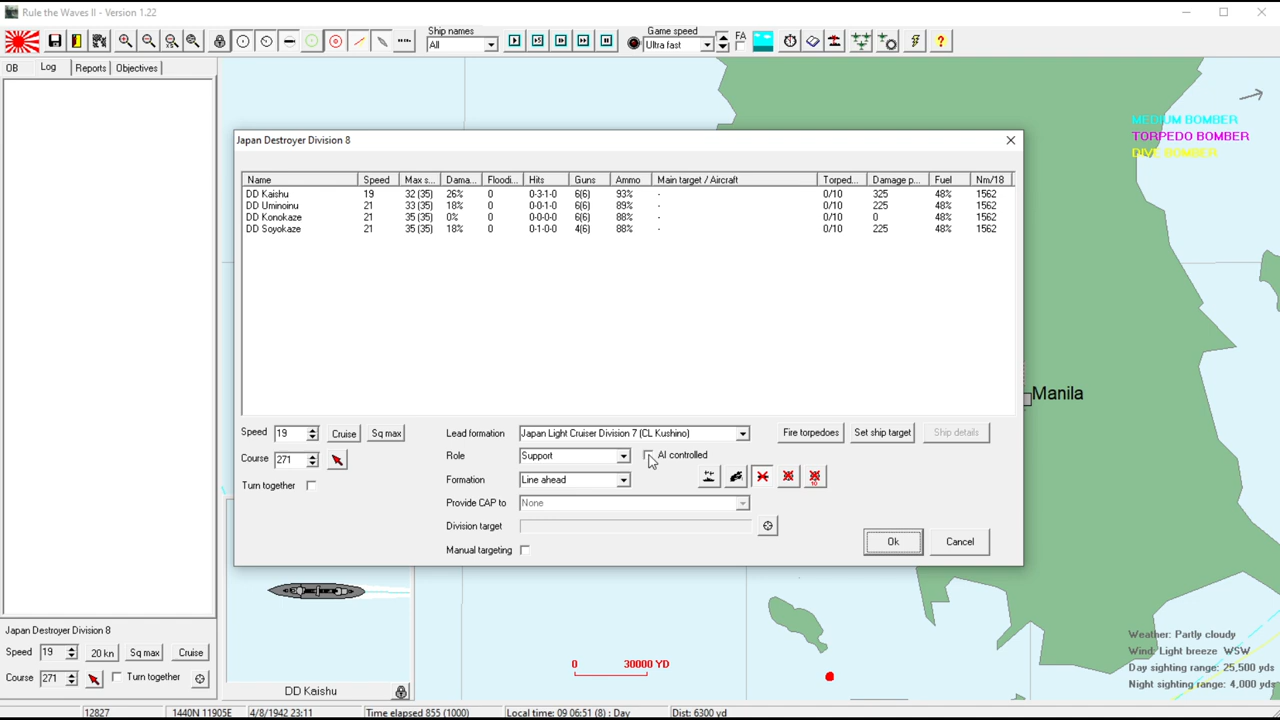 Rule the Waves II - Version 1.22
Ship names
All
Game speed
Ultra fast
FA
OB Log Reports Objectives
MEDIUM BOMBER
TORPEDO BOMBER
DIVE BOMBER
Japan Destroyer Division 8
Name Speed Max s... Dama... Floodi... Hits Guns Ammo Main target / Aircraft Torped... Damage p... Fuel Nm/18
DD Kaishu 19 32 (35) 26% 0 0-3-1-0 6(6) 93% - 0/10 325 48% 1562
DD Uminoinu 21 33 (35) 18% 0 0-0-1-0 6(6) 89% - 0/10 225 48% 1562
DD Konokaze 21 35 (35) 0% 0 0-0-0-0 6(6) 88% - 0/10 0 48% 1562
DD Soyokaze 21 35 (35) 18% 0 0-1-0-0 4(6) 88% - 0/10 225 48% 1562
Manila
Speed 19 Cruise Sq max
Course 271
Turn together
Lead formation Japan Light Cruiser Division 7 (CL Kushino)
Role Support AI controlled
Formation Line ahead
Provide CAP to None
Division target
Manual targeting
Fire torpedoes Set ship target Ship details
10
Ok Cancel
Japan Destroyer Division 8
Speed 19 20 kn Sq max Cruise
Course 271 Turn together
DD Kaishu
0 30000 YD
Weather: Partly cloudy
Wind: Light breeze WSW
Day sighting range: 25,500 yds
Night sighting range: 4,000 yds
12827 1440N 11905E 4/8/1942 23:11 Time elapsed 855 (1000) Local time: 09 06:51 (8) : Day Dist: 6300 yd